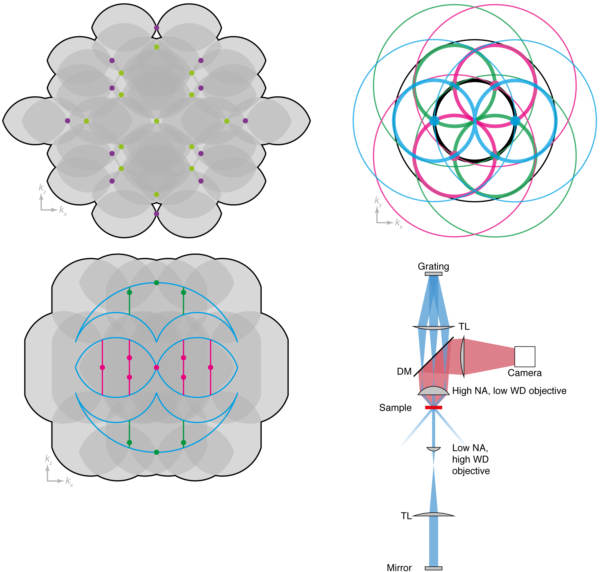 k_z
k_x
k_y
k_x
k_z
k_x
Grating
TL
DM
Camera
High NA, low WD objective
Sample
Low NA,
high WD
objective
TL
Mirror